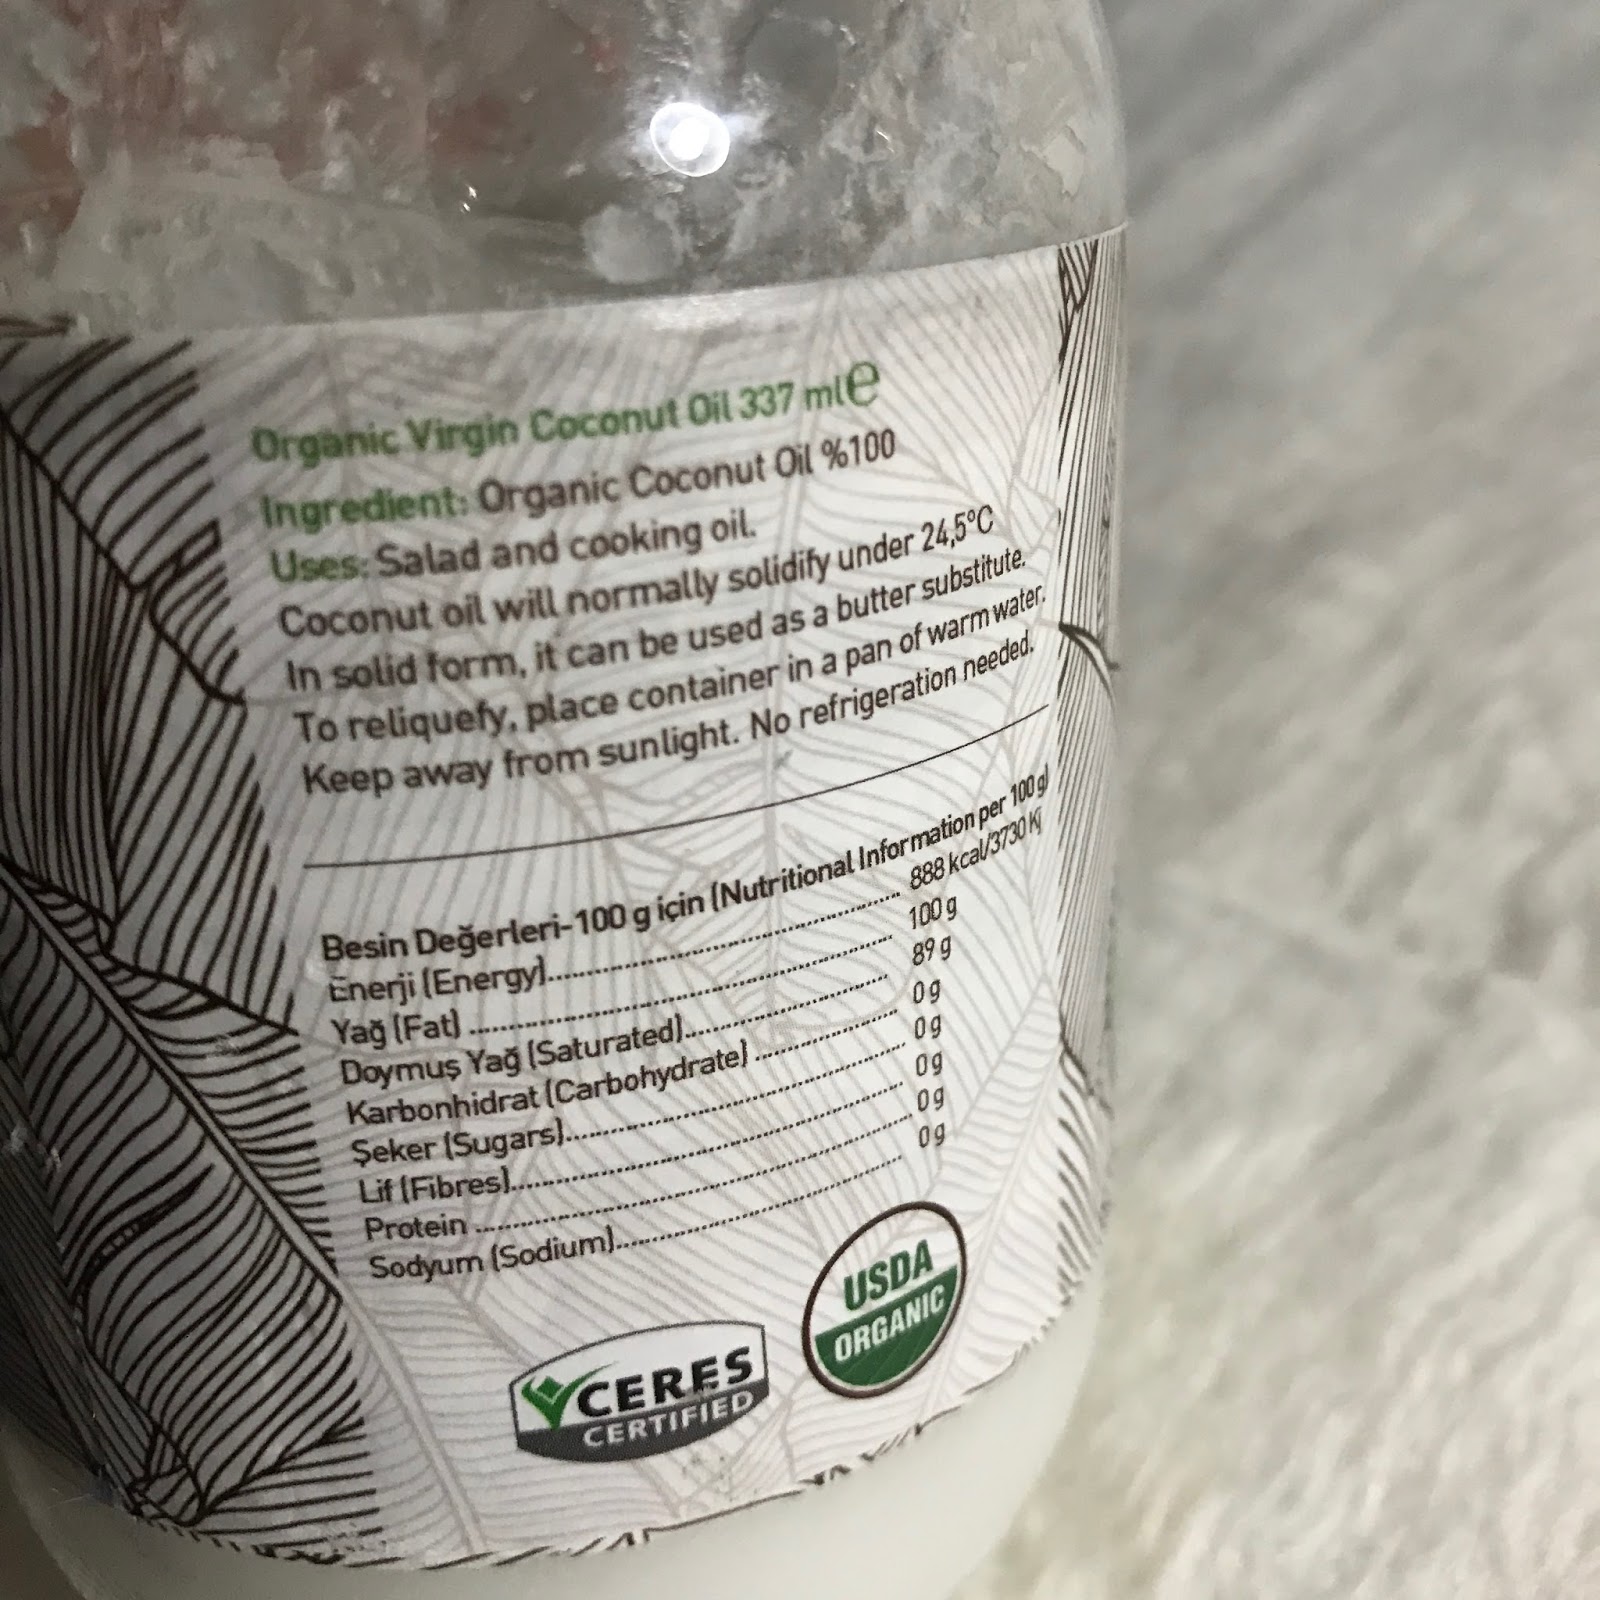 Organic Virgin Coconut Oil 337 ml℮
Ingredient: Organic Coconut Oil %100
Uses: Salad and cooking oil.
Coconut oil will normally solidify under 24,5°C
In solid form, it can be used as a butter substitute.
To reliquefy, place container in a pan of warm water.
Keep away from sunlight. No refrigeration needed.
Besin Değerleri-100 g için (Nutritional Information per 100 g)
Enerji (Energy)................ 888 kcal/3730 Kj
Yağ (Fat) ................ 100 g
Doymuş Yağ (Saturated)................ 89 g
Karbonhidrat (Carbohydrate) ................ 0 g
Şeker (Sugars)................ 0 g
Lif (Fibres)................ 0 g
Protein ................ 0 g
Sodyum (Sodium)................ 0 g
USDA
ORGANIC
CERES
CERTIFIED